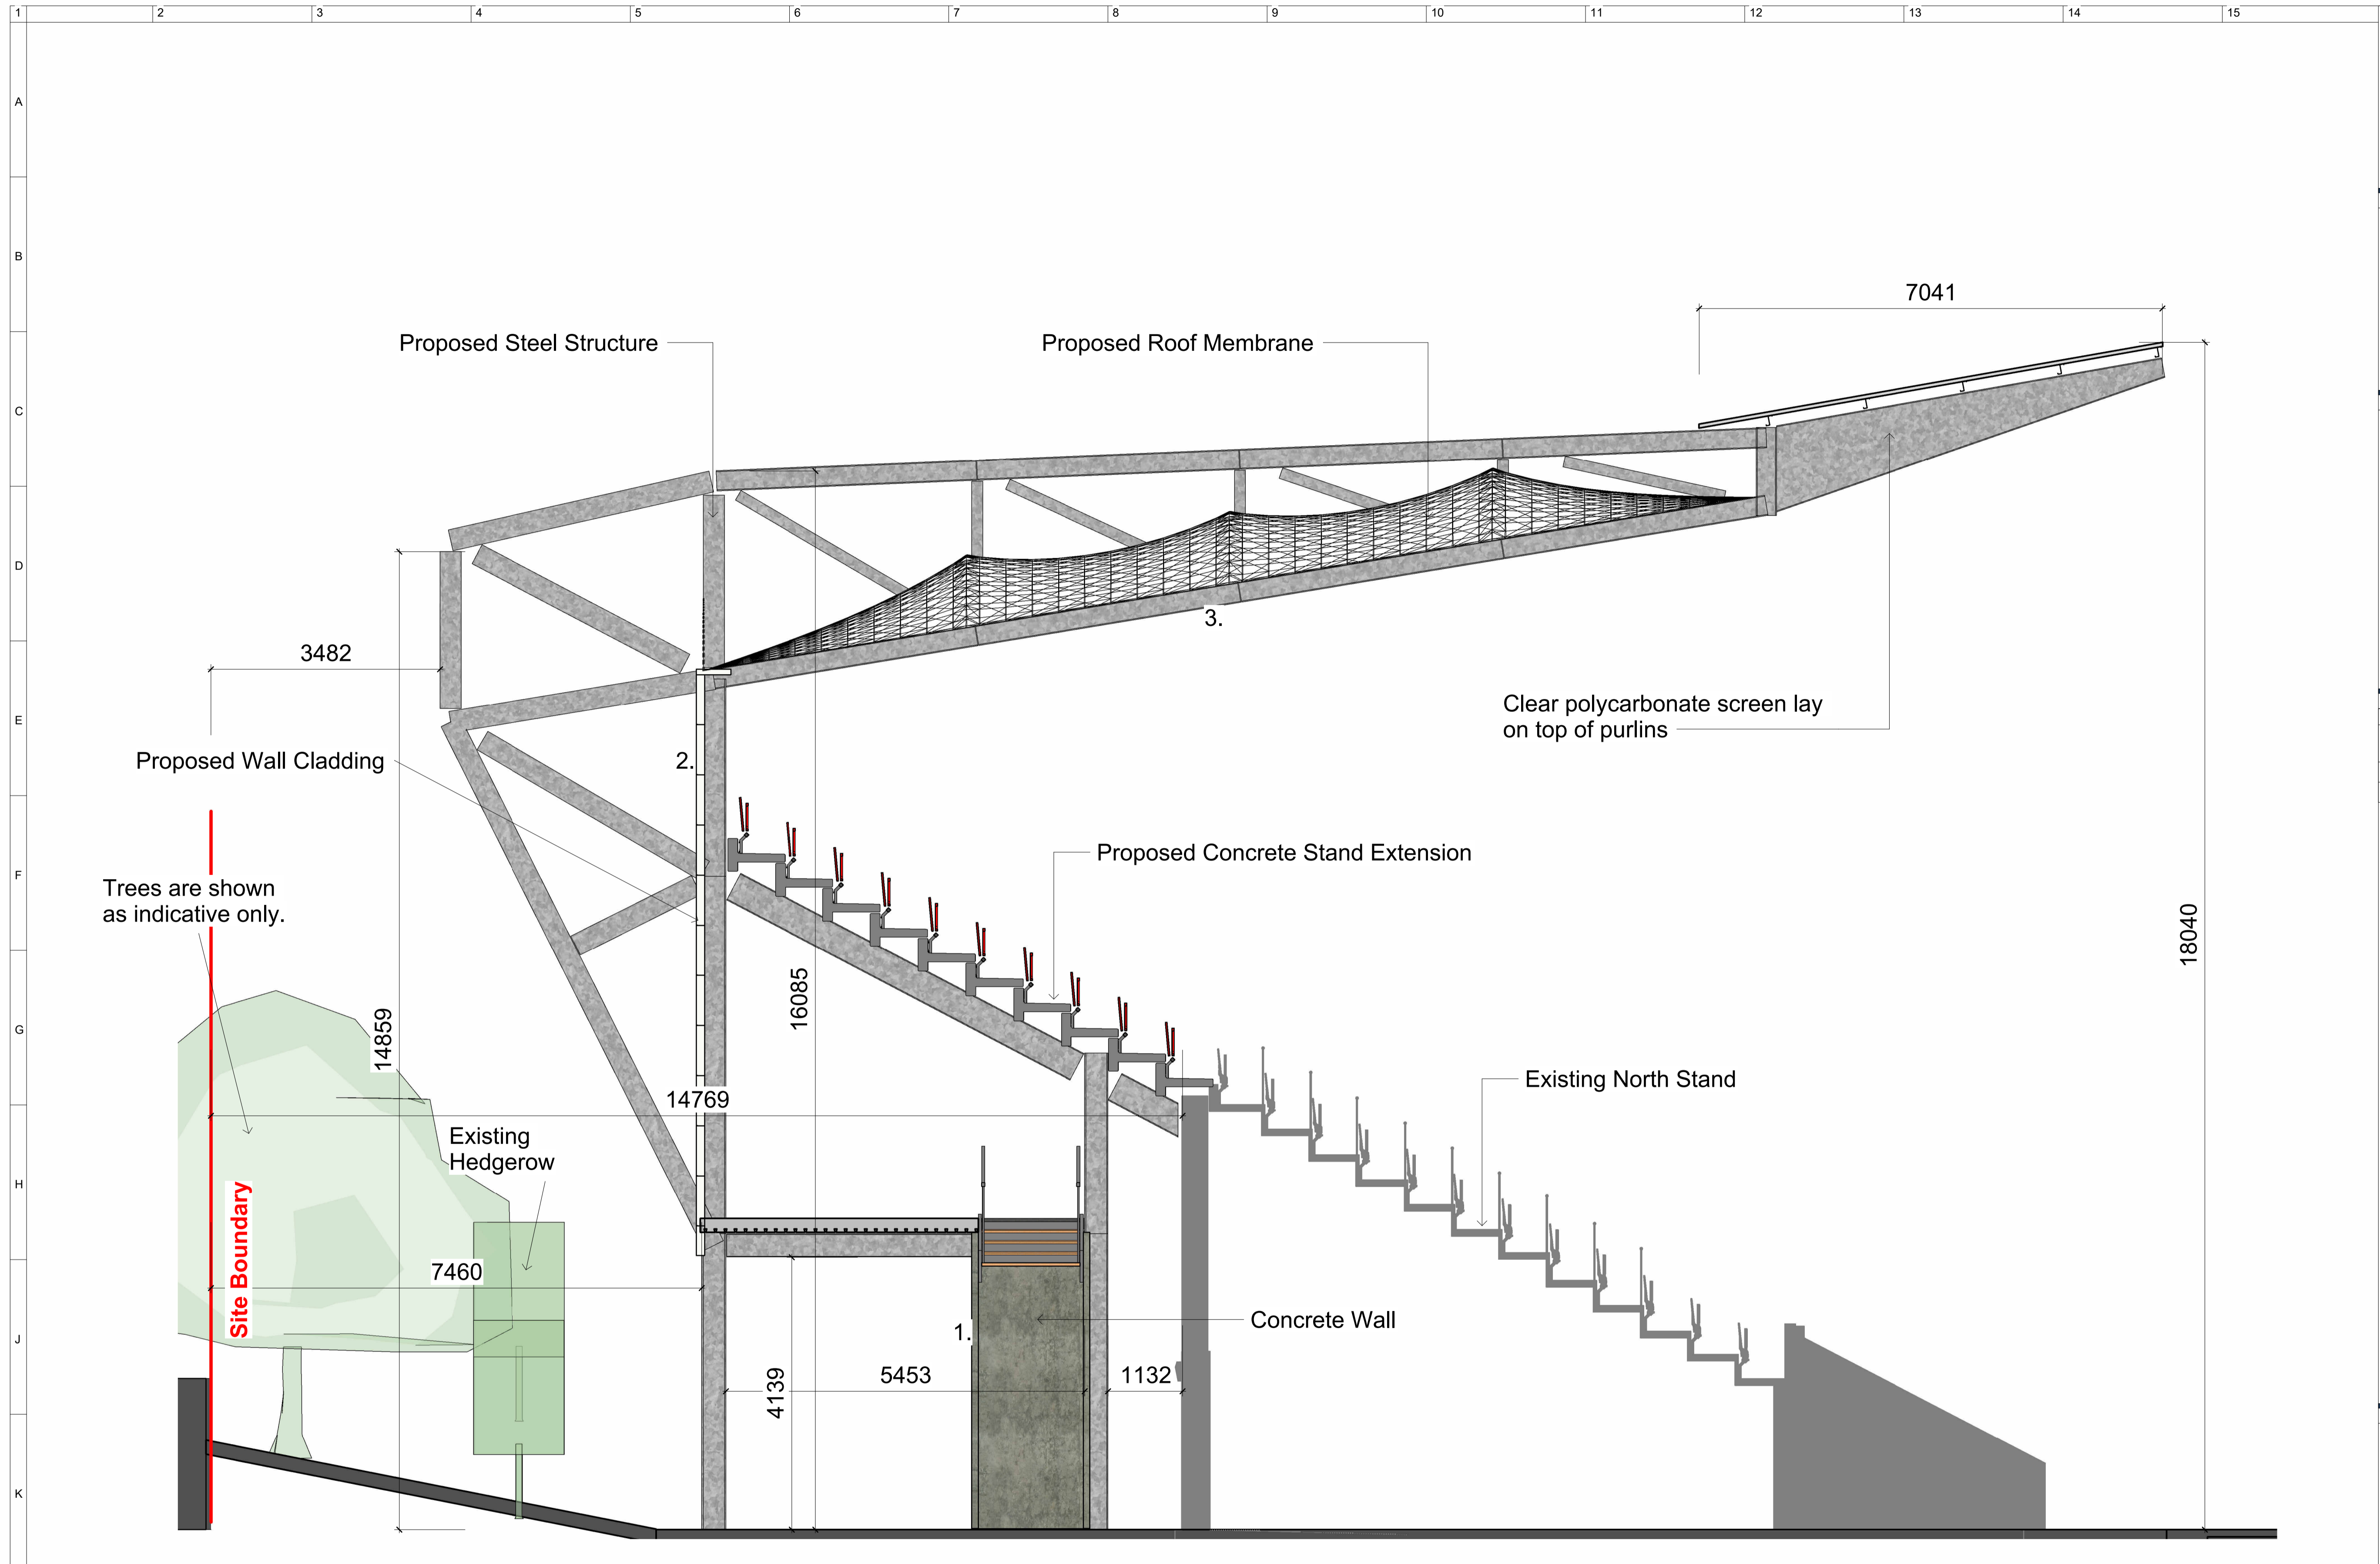 1 2 3 4 5 6 7 8 9 10 11 12 13 14 15
A
B
7041
Proposed Steel Structure
Proposed Roof Membrane
C
D
3.
3482
Clear polycarbonate screen lay
on top of purlins
E
Proposed Wall Cladding
2.
Proposed Concrete Stand Extension
F
Trees are shown
as indicative only.
18040
16085
14859
G
Existing North Stand
14769
Existing
Hedgerow
H
Site Boundary
7460
Concrete Wall
1.
J
4139
5453
1132
K